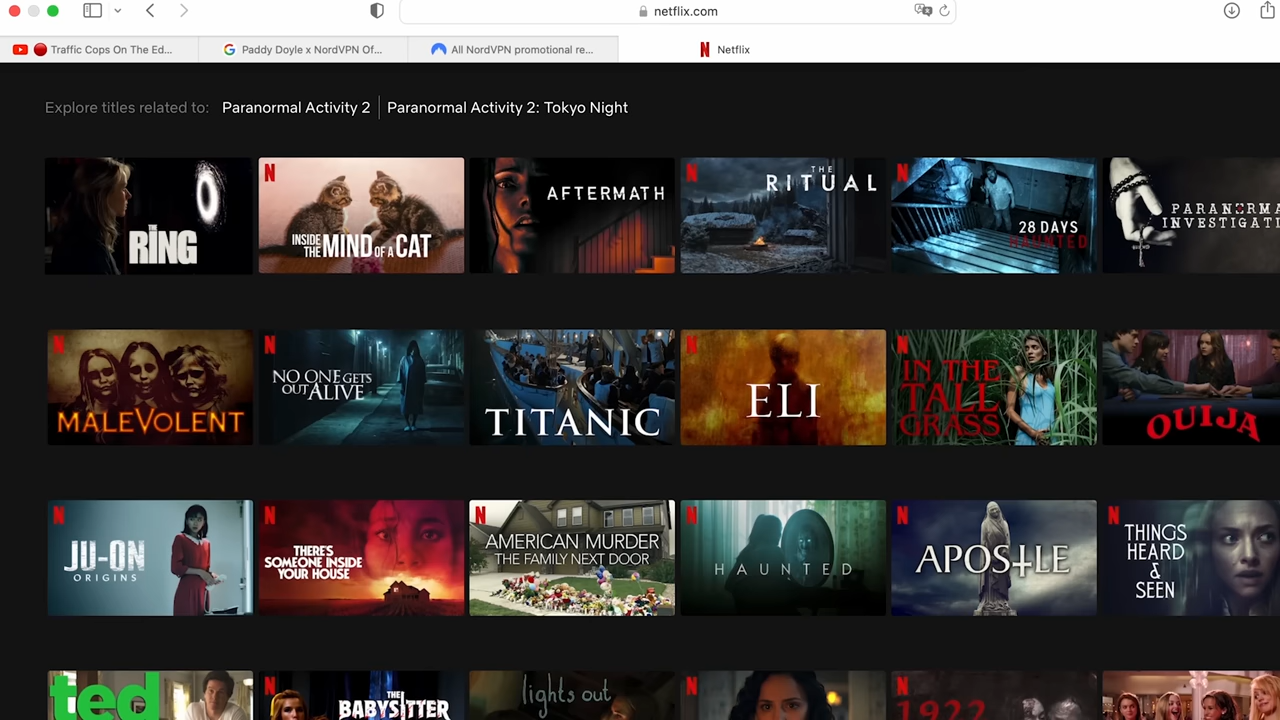 netflix.com
Traffic Cops On The Ed...
Paddy Doyle x NordVPN Of...
All NordVPN promotional re...
Netflix
Explore titles related to: Paranormal Activity 2 | Paranormal Activity 2: Tokyo Night
THE
RING
INSIDE
THE MIND OF A CAT
AFTERMATH
THE
RITUAL
28 DAYS
HAUNTED
PARANORMA
INVESTIGATI
MALEVOLENT
NO ONE GETS
OUT ALIVE
TITANIC
ELI
IN THE
TALL
GRASS
OUIJA
JU-ON
ORIGINS
THERE'S
SOMEONE INSIDE
YOUR HOUSE
AMERICAN MURDER
THE FAMILY NEXT DOOR
HAUNTED
APOSTLE
THINGS
HEARD
&
SEEN
ted
THE
BABYSITTER
lights out
1922